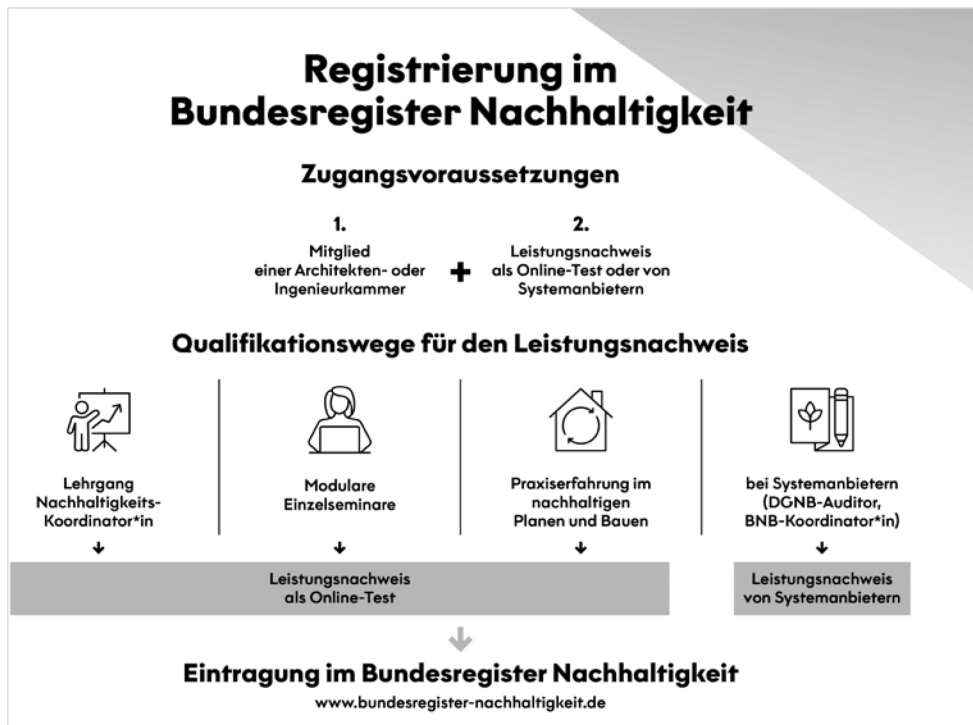 Registrierung im
Bundesregister Nachhaltigkeit
Zugangsvoraussetzungen
1.
Mitglied
einer Architekten- oder
Ingenieurkammer
+
2.
Leistungsnachweis
als Online-Test oder von
Systemanbietern
Qualifikationswege für den Leistungsnachweis
Lehrgang
Nachhaltigkeits-
Koordinator*in
Modulare
Einzelseminare
Praxiserfahrung im
nachhaltigen
Planen und Bauen
bei Systemanbietern
(DGNB-Auditor,
BNB-Koordinator*in)
Leistungsnachweis
als Online-Test
Leistungsnachweis
von Systemanbietern
Eintragung im Bundesregister Nachhaltigkeit
www.bundesregister-nachhaltigkeit.de